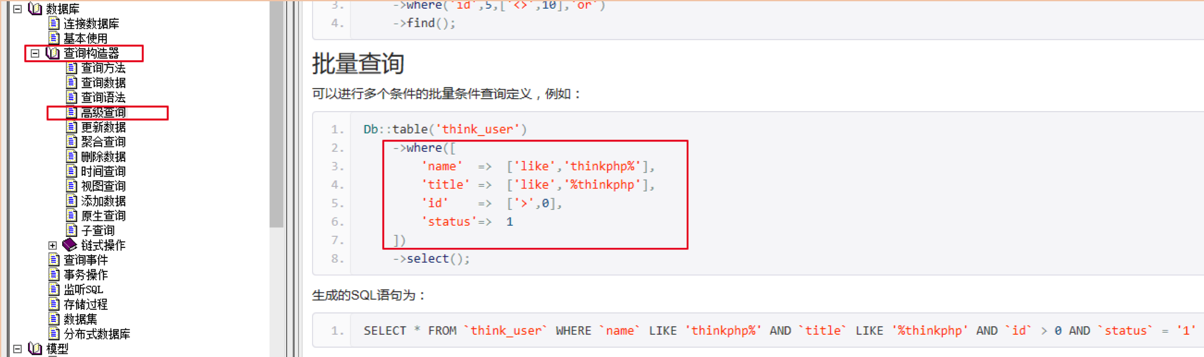 数据库
连接数据库
基本使用
查询构造器
查询方法
查询数据
查询语法
高级查询
更新数据
聚合查询
删除数据
时间查询
视图查询
添加数据
原生查询
子查询
链式操作
查询事件
事务操作
监听SQL
存储过程
数据集
分布式数据库
模型
3. ->where('id',5,['<>',10],'or')
4. ->find();
批量查询
可以进行多个条件的批量条件查询定义，例如：
1. Db::table('think_user')
2. ->where([
3. 'name' => ['like','thinkphp%'],
4. 'title' => ['like','%thinkphp'],
5. 'id' => ['>',0],
6. 'status'=> 1
7. ])
8. ->select();
生成的SQL语句为：
1. SELECT * FROM `think_user` WHERE `name` LIKE 'thinkphp%' AND `title` LIKE '%thinkphp' AND `id` > 0 AND `status` = '1'